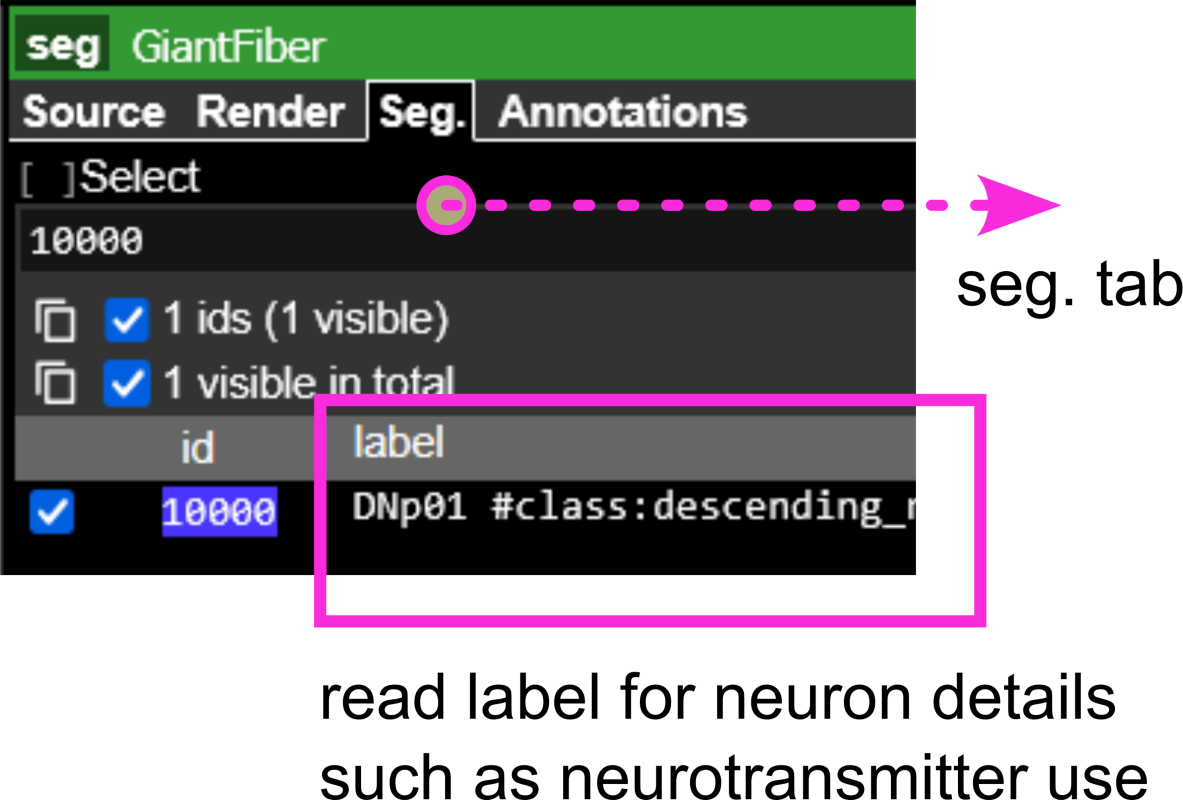 seg GiantFiber
Source Render Seg. Annotations
[ ]Select
10000
1 ids (1 visible)
1 visible in total
id label
10000 DNp01 #class:descending_
seg. tab
read label for neuron details
such as neurotransmitter use